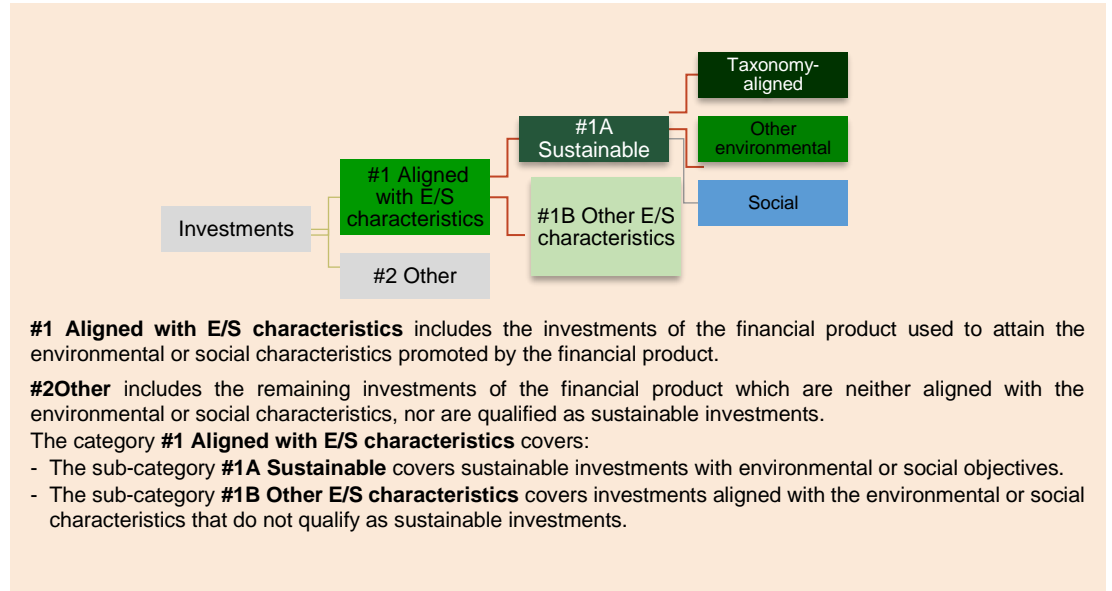 Taxonomy-
aligned
#1A
Sustainable
Other
environmental
#1 Aligned
with E/S
characteristics
Social
#1B Other E/S
characteristics
Investments
#2 Other
#1 Aligned with E/S characteristics includes the investments of the financial product used to attain the
environmental or social characteristics promoted by the financial product.
#2Other includes the remaining investments of the financial product which are neither aligned with the
environmental or social characteristics, nor are qualified as sustainable investments.
The category #1 Aligned with E/S characteristics covers:
- The sub-category #1A Sustainable covers sustainable investments with environmental or social objectives.
- The sub-category #1B Other E/S characteristics covers investments aligned with the environmental or social
characteristics that do not qualify as sustainable investments.